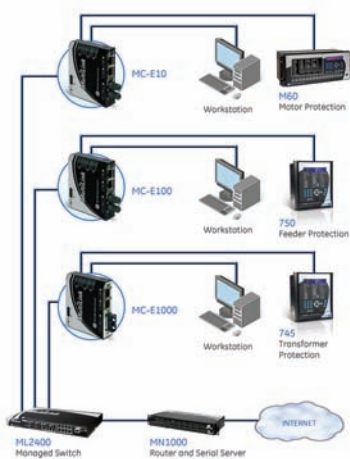 MC-E10
Workstation
M60
Motor Protection
MC-E100
Workstation
750
Feeder Protection
MC-E1000
Workstation
745
Transformer
Protection
ML2400
Managed Switch
MN1000
Router and Serial Server
INTERNET